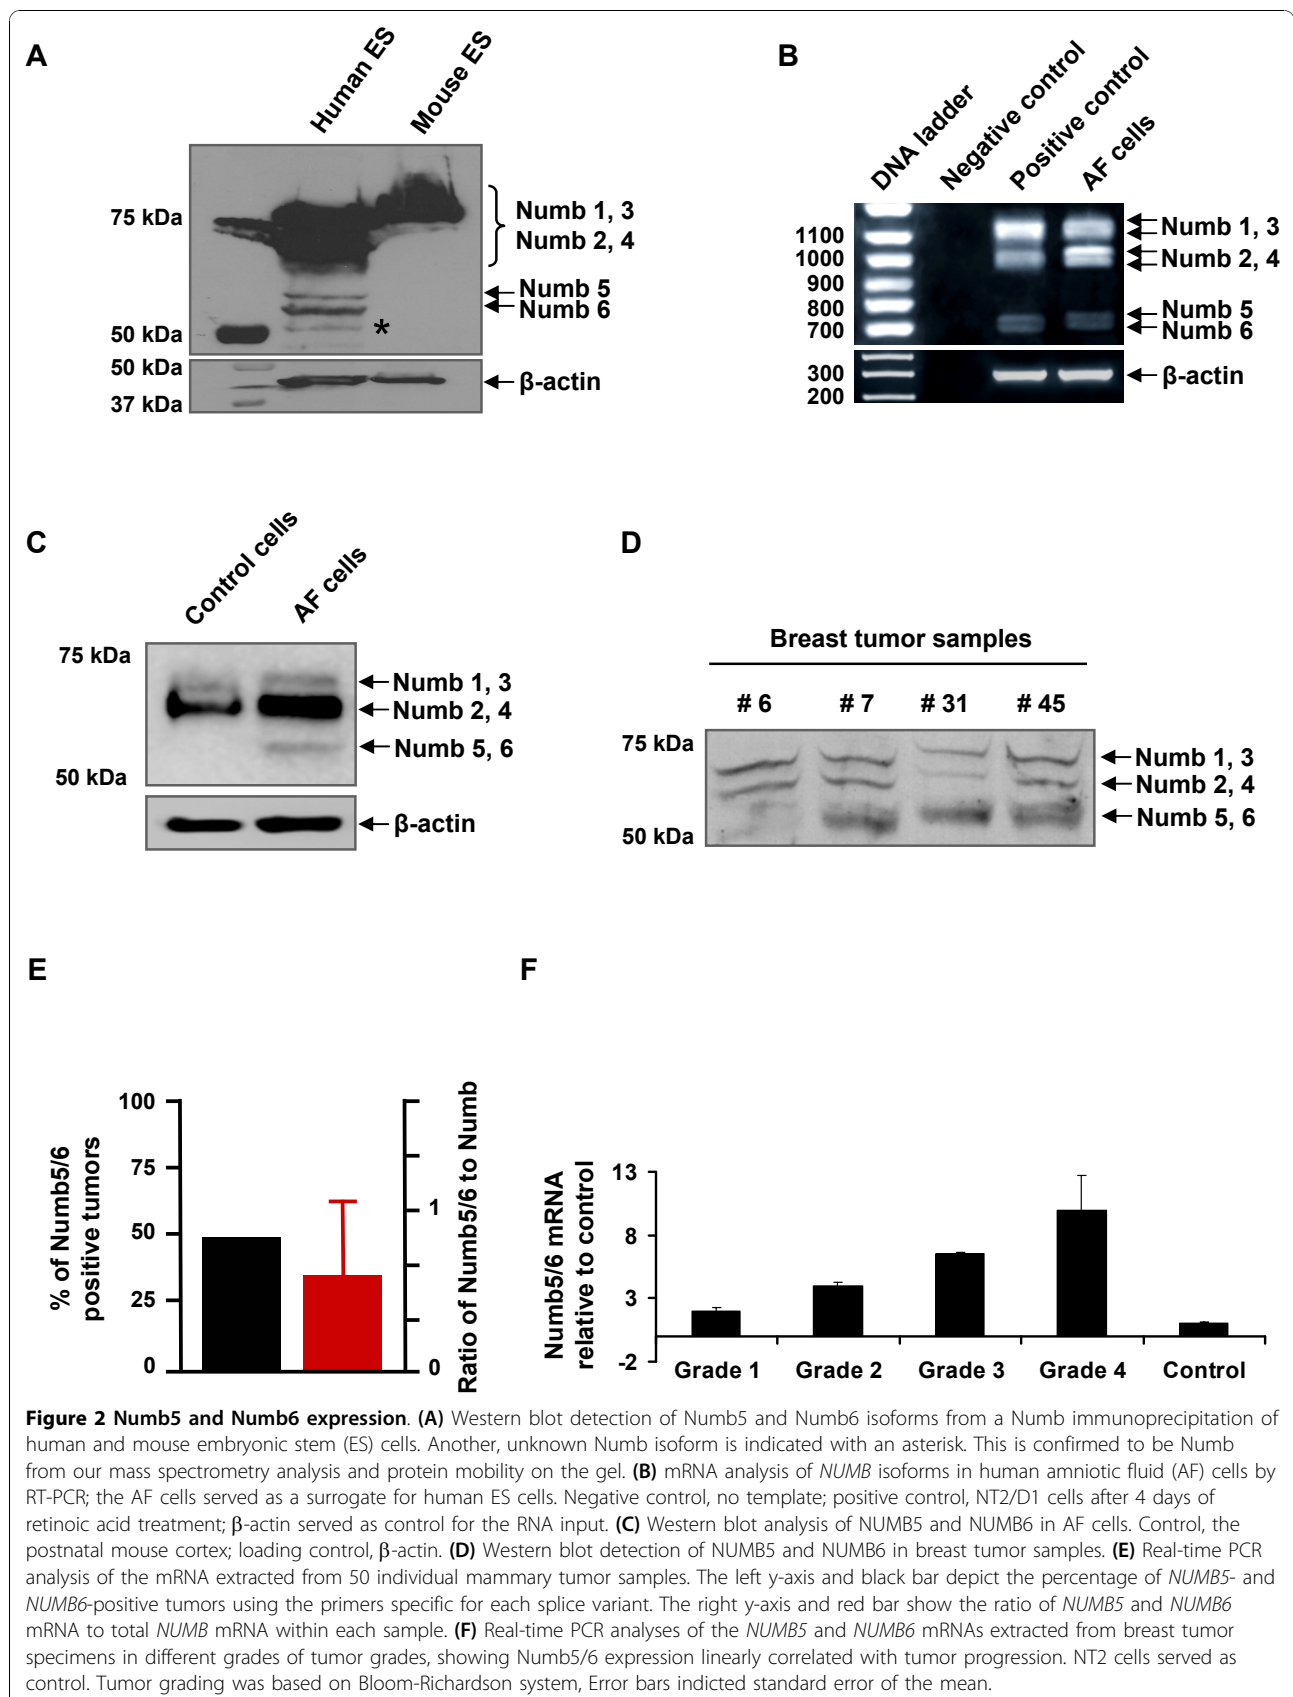 A
Human ES
Mouse ES
75 kDa
50 kDa
50 kDa
37 kDa
Numb 1, 3
Numb 2, 4
Numb 5
Numb 6
*
β-actin
B
DNA ladder
Negative control
Positive control
AF cells
1100
1000
900
800
700
300
200
Numb 1, 3
Numb 2, 4
Numb 5
Numb 6
β-actin
C
Control cells
AF cells
75 kDa
50 kDa
Numb 1, 3
Numb 2, 4
Numb 5, 6
β-actin
D
Breast tumor samples
# 6
# 7
# 31
# 45
75 kDa
50 kDa
Numb 1, 3
Numb 2, 4
Numb 5, 6
E
% of Numb5/6
positive tumors
100
75
50
25
0
1
0
Ratio of Numb5/6 to Numb
F
Numb5/6 mRNA
relative to control
13
8
3
-2
Grade 1
Grade 2
Grade 3
Grade 4
Control
Figure 2 Numb5 and Numb6 expression. (A) Western blot detection of Numb5 and Numb6 isoforms from a Numb immunoprecipitation of
human and mouse embryonic stem (ES) cells. Another, unknown Numb isoform is indicated with an asterisk. This is confirmed to be Numb
from our mass spectrometry analysis and protein mobility on the gel. (B) mRNA analysis of NUMB isoforms in human amniotic fluid (AF) cells by
RT-PCR; the AF cells served as a surrogate for human ES cells. Negative control, no template; positive control, NT2/D1 cells after 4 days of
retinoic acid treatment; β-actin served as control for the RNA input. (C) Western blot analysis of NUMB5 and NUMB6 in AF cells. Control, the
postnatal mouse cortex; loading control, β-actin. (D) Western blot detection of NUMB5 and NUMB6 in breast tumor samples. (E) Real-time PCR
analysis of the mRNA extracted from 50 individual mammary tumor samples. The left y-axis and black bar depict the percentage of NUMB5- and
NUMB6-positive tumors using the primers specific for each splice variant. The right y-axis and red bar show the ratio of NUMB5 and NUMB6
mRNA to total NUMB mRNA within each sample. (F) Real-time PCR analyses of the NUMB5 and NUMB6 mRNAs extracted from breast tumor
specimens in different grades of tumor grades, showing Numb5/6 expression linearly correlated with tumor progression. NT2 cells served as
control. Tumor grading was based on Bloom-Richardson system, Error bars indicted standard error of the mean.